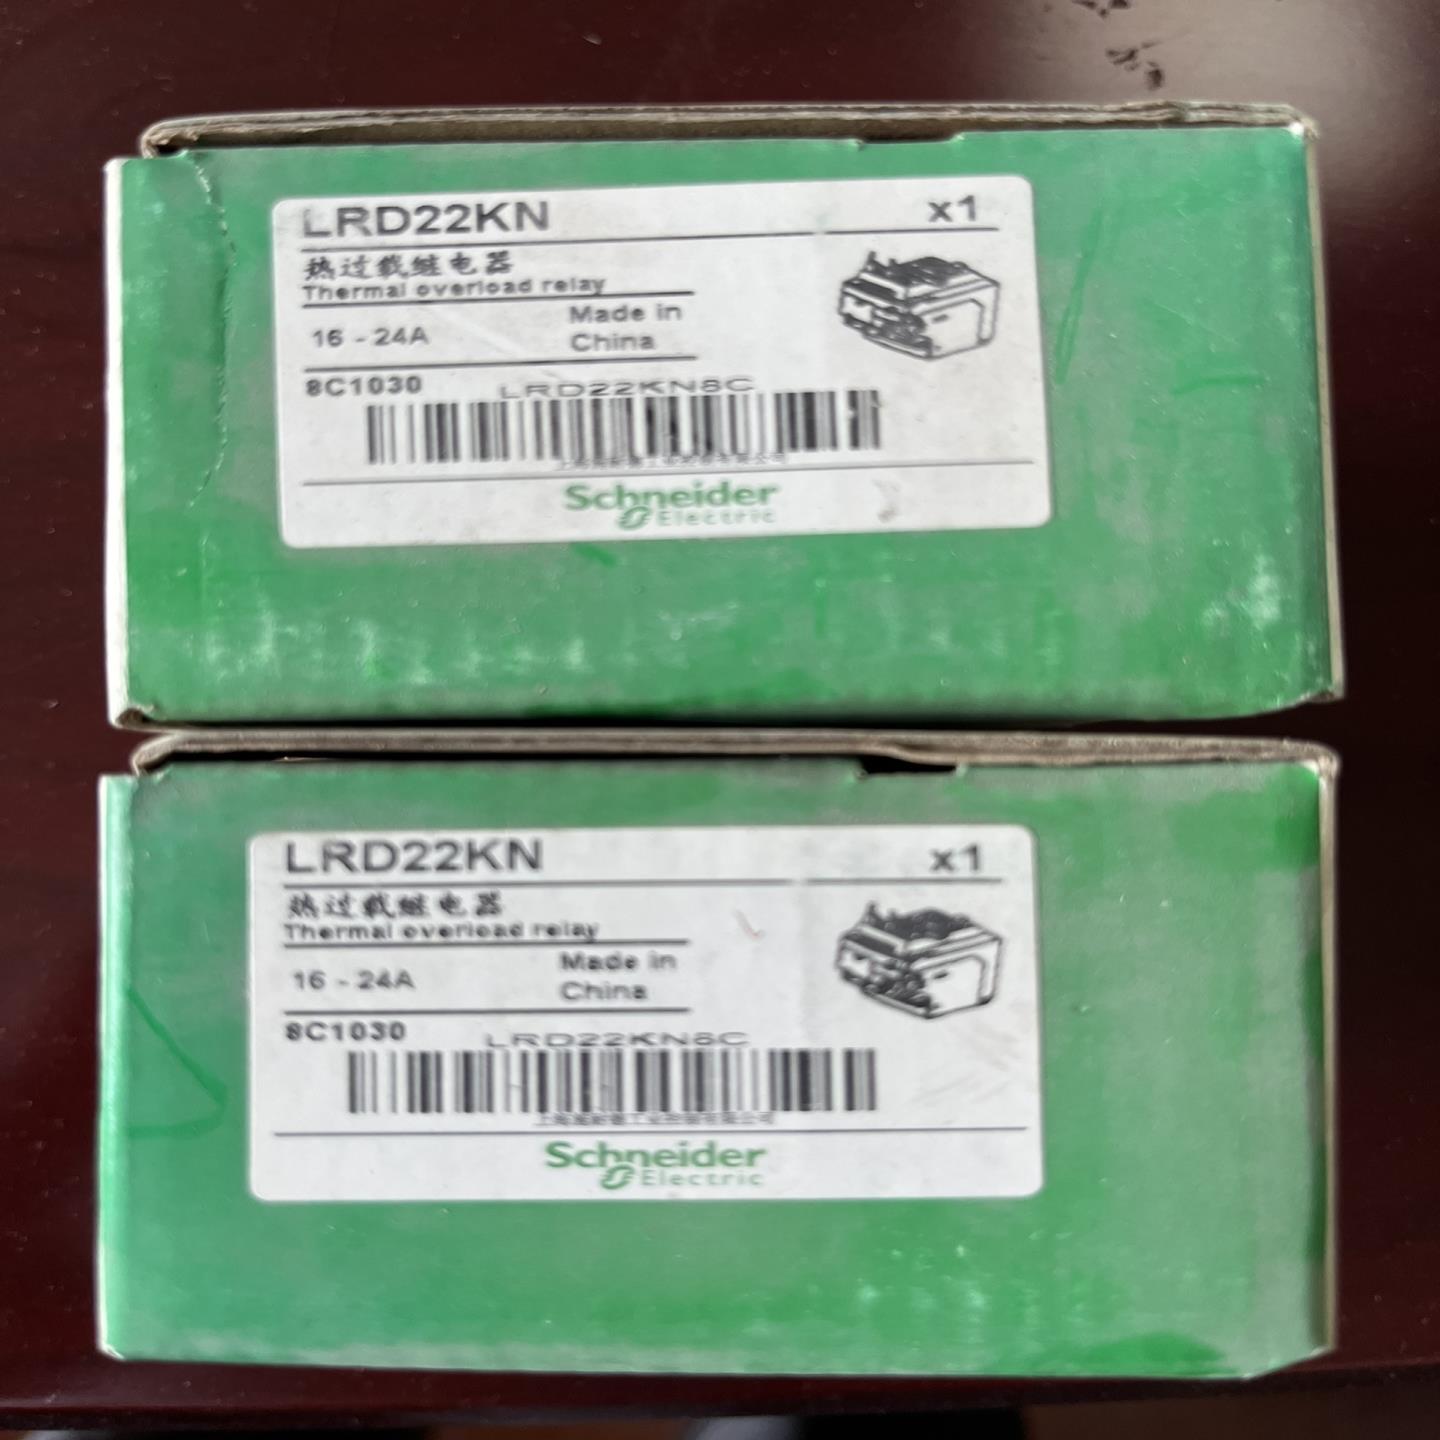 LRD22KN x1
热过载继电器
Thermal overload relay
16 - 24A Made in
China
8C1030 LRD22KN8C
Schneider
Electric
LRD22KN x1
热过载继电器
Thermal overload relay
16 - 24A Made in
China
8C1030 LRD22KN8C
Schneider
Electric